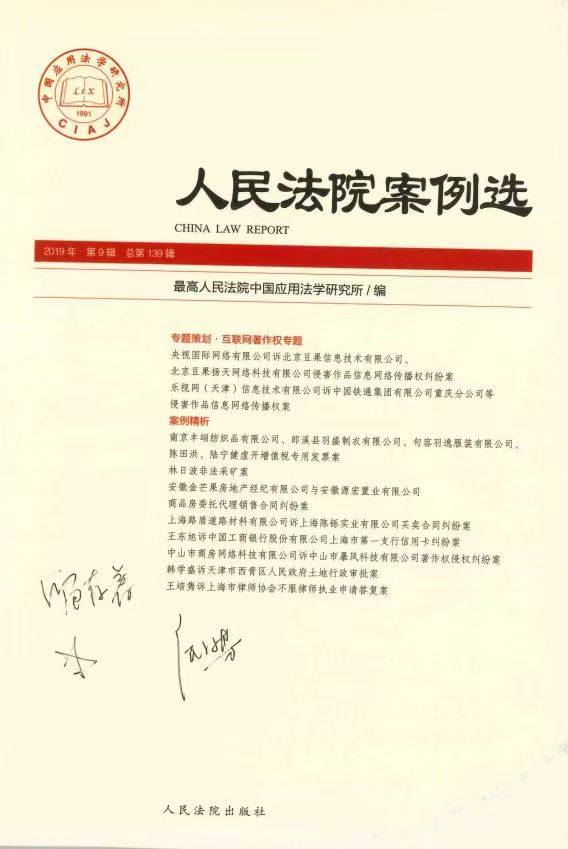 中国应用法学研究所
Lex
1991
CIAJ
人民法院案例选
CHINA LAW REPORT
2019年 第9辑 总第139辑
最高人民法院中国应用法学研究所/编
专题策划·互联网著作权专题
央视国际网络有限公司诉北京豆果信息技术有限公司、
北京豆果扬天网络科技有限公司侵害作品信息网络传播权纠纷案
乐视网（天津）信息技术有限公司诉中国铁通集团有限公司重庆分公司等
侵害作品信息网络传播权案
案例精析
南京丰翊纺织品有限公司、郎溪县羽盛制衣有限公司、句容羽逸服装有限公司、
陈田洪、陆宁健虚开增值税专用发票案
林日波非法采矿案
安徽金芒果房地产经纪有限公司与安徽源宏置业有限公司
商品房委托代理销售合同纠纷案
上海路盾道路材料有限公司诉上海陈铄实业有限公司买卖合同纠纷案
王东旭诉中国工商银行股份有限公司上海市第一支行信用卡纠纷案
中山市商房网络科技有限公司诉中山市暴风科技有限公司著作权侵权纠纷案
韩学盛诉天津市西青区人民政府土地行政审批案
王培隽诉上海市律师协会不服律师执业申请答复案
人民法院出版社